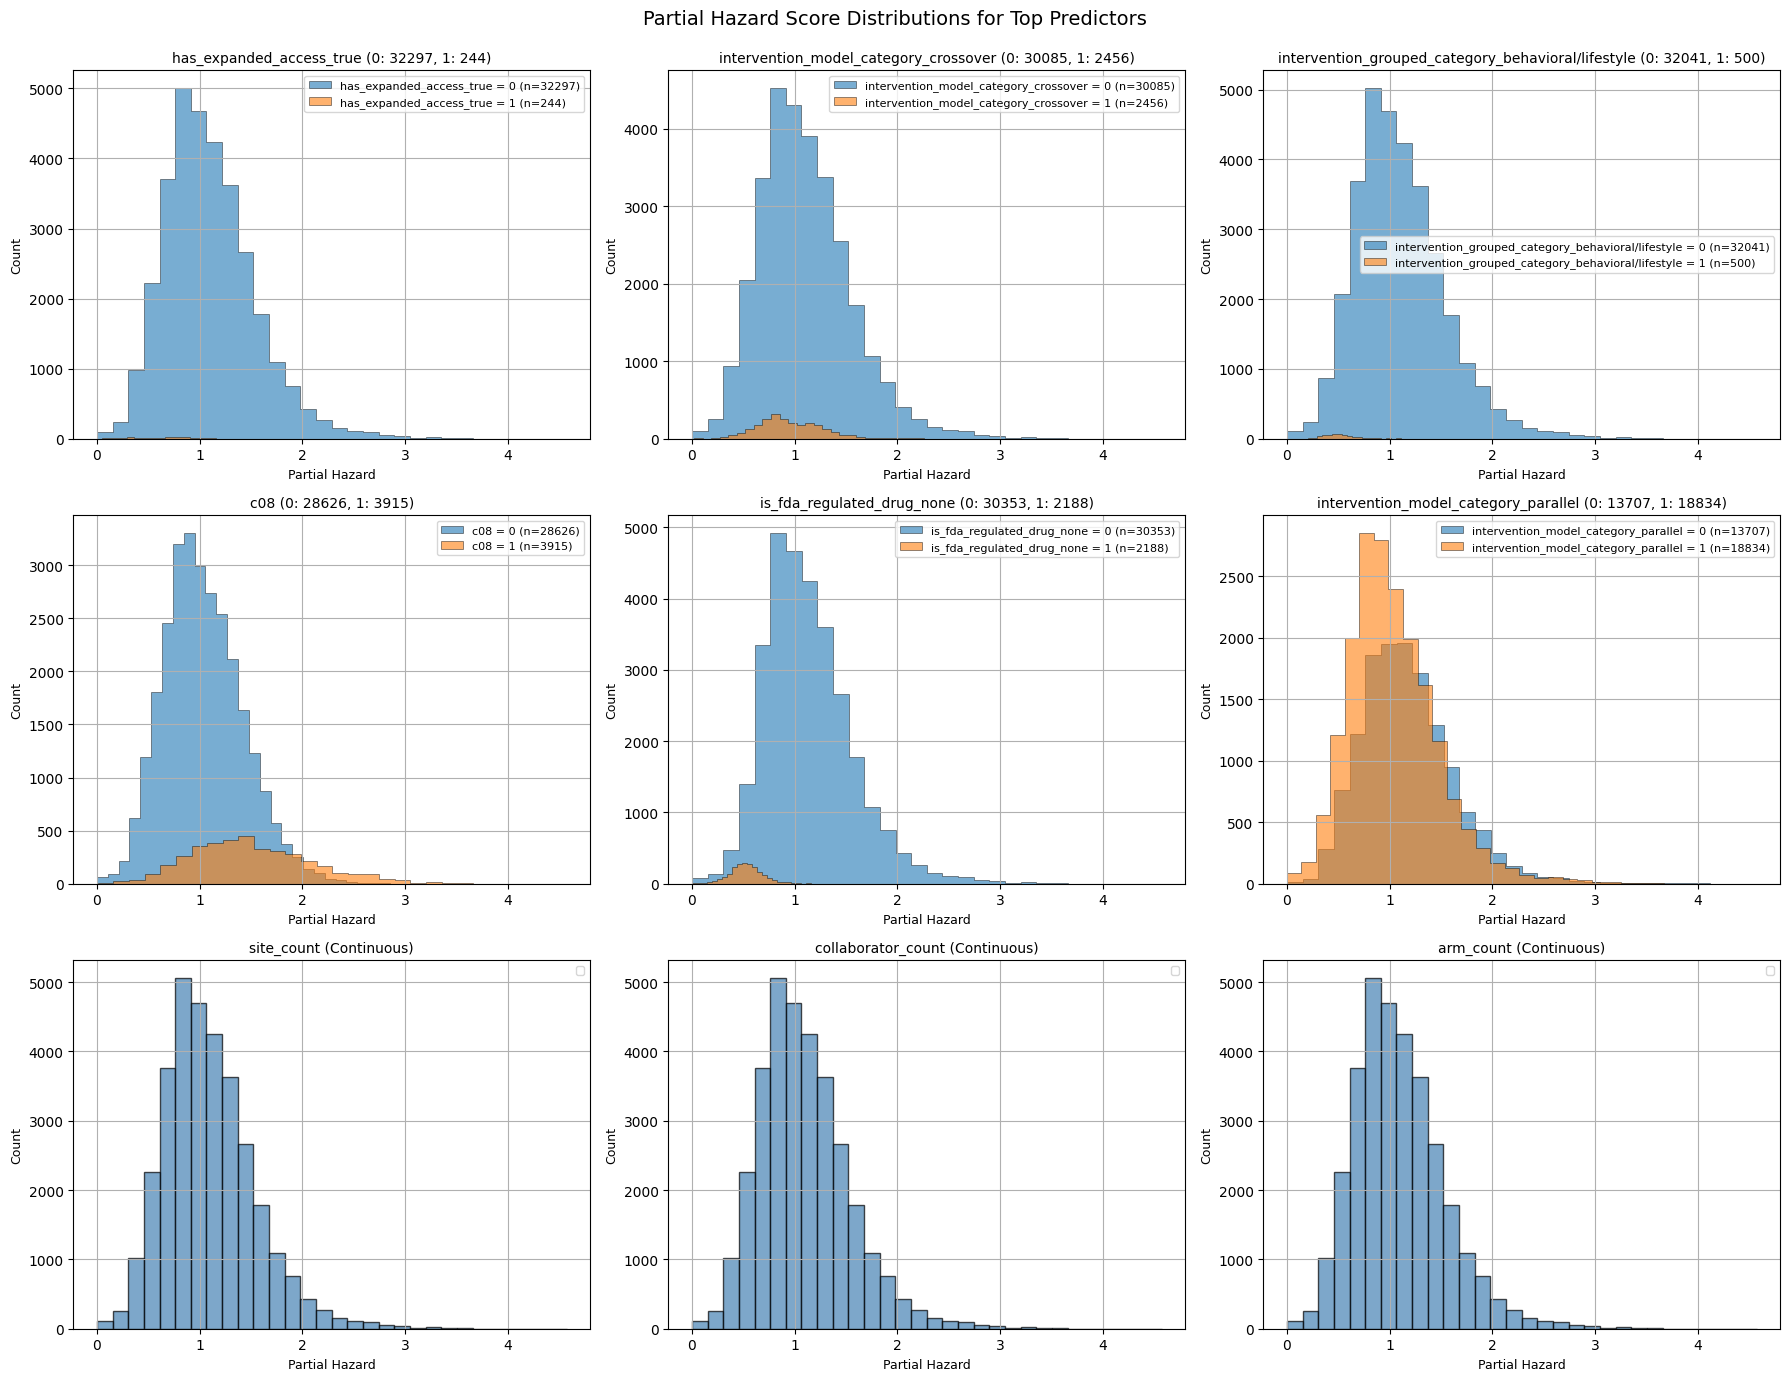 Partial Hazard Score Distributions for Top Predictors
has_expanded_access_true (0: 32297, 1: 244)
has_expanded_access_true = 0 (n=32297)
has_expanded_access_true = 1 (n=244)
5000
4000
3000
2000
1000
0
Count
0 1 2 3 4
Partial Hazard
intervention_model_category_crossover (0: 30085, 1: 2456)
intervention_model_category_crossover = 0 (n=30085)
intervention_model_category_crossover = 1 (n=2456)
4000
3000
2000
1000
0
Count
0 1 2 3 4
Partial Hazard
intervention_grouped_category_behavioral/lifestyle (0: 32041, 1: 500)
intervention_grouped_category_behavioral/lifestyle = 0 (n=32041)
intervention_grouped_category_behavioral/lifestyle = 1 (n=500)
5000
4000
3000
2000
1000
0
Count
0 1 2 3 4
Partial Hazard
c08 (0: 28626, 1: 3915)
c08 = 0 (n=28626)
c08 = 1 (n=3915)
3000
2500
2000
1500
1000
500
0
Count
0 1 2 3 4
Partial Hazard
is_fda_regulated_drug_none (0: 30353, 1: 2188)
is_fda_regulated_drug_none = 0 (n=30353)
is_fda_regulated_drug_none = 1 (n=2188)
5000
4000
3000
2000
1000
0
Count
0 1 2 3 4
Partial Hazard
intervention_model_category_parallel (0: 13707, 1: 18834)
intervention_model_category_parallel = 0 (n=13707)
intervention_model_category_parallel = 1 (n=18834)
2500
2000
1500
1000
500
0
Count
0 1 2 3 4
Partial Hazard
site_count (Continuous)
5000
4000
3000
2000
1000
0
Count
0 1 2 3 4
Partial Hazard
collaborator_count (Continuous)
5000
4000
3000
2000
1000
0
Count
0 1 2 3 4
Partial Hazard
arm_count (Continuous)
5000
4000
3000
2000
1000
0
Count
0 1 2 3 4
Partial Hazard